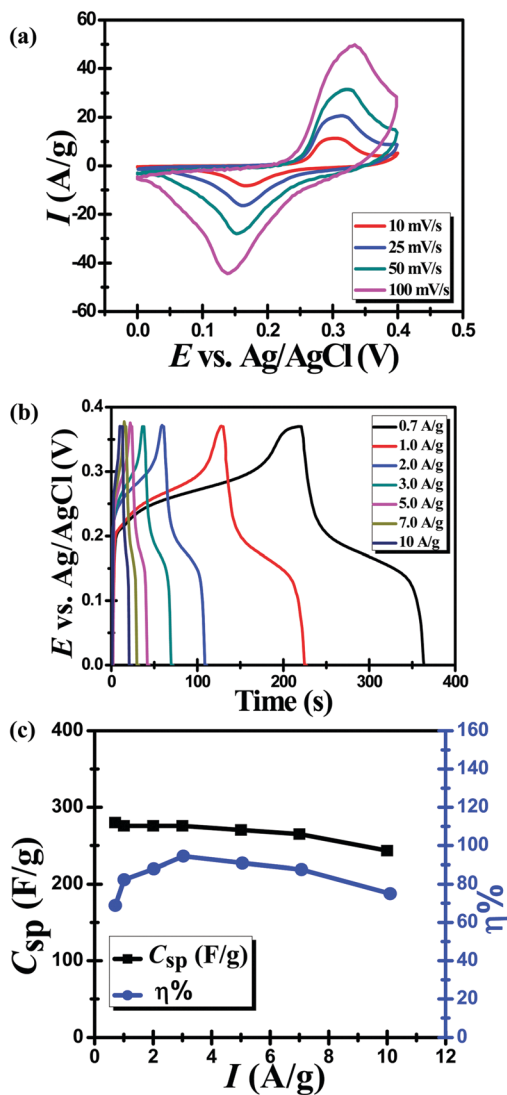 (a)
60
40
20
0
-20
-40
-60
I (A/g)
10 mV/s
25 mV/s
50 mV/s
100 mV/s
0.0 0.1 0.2 0.3 0.4 0.5
E vs. Ag/AgCl (V)
(b)
0.4
0.3
0.2
0.1
0.0
E vs. Ag/AgCl (V)
0.7 A/g
1.0 A/g
2.0 A/g
3.0 A/g
5.0 A/g
7.0 A/g
10 A/g
0 100 200 300 400
Time (s)
(c)
400
300
200
100
0
Csp (F/g)
160
140
120
100
80
60
40
20
0
η%
Csp (F/g)
η%
0 2 4 6 8 10 12
I (A/g)